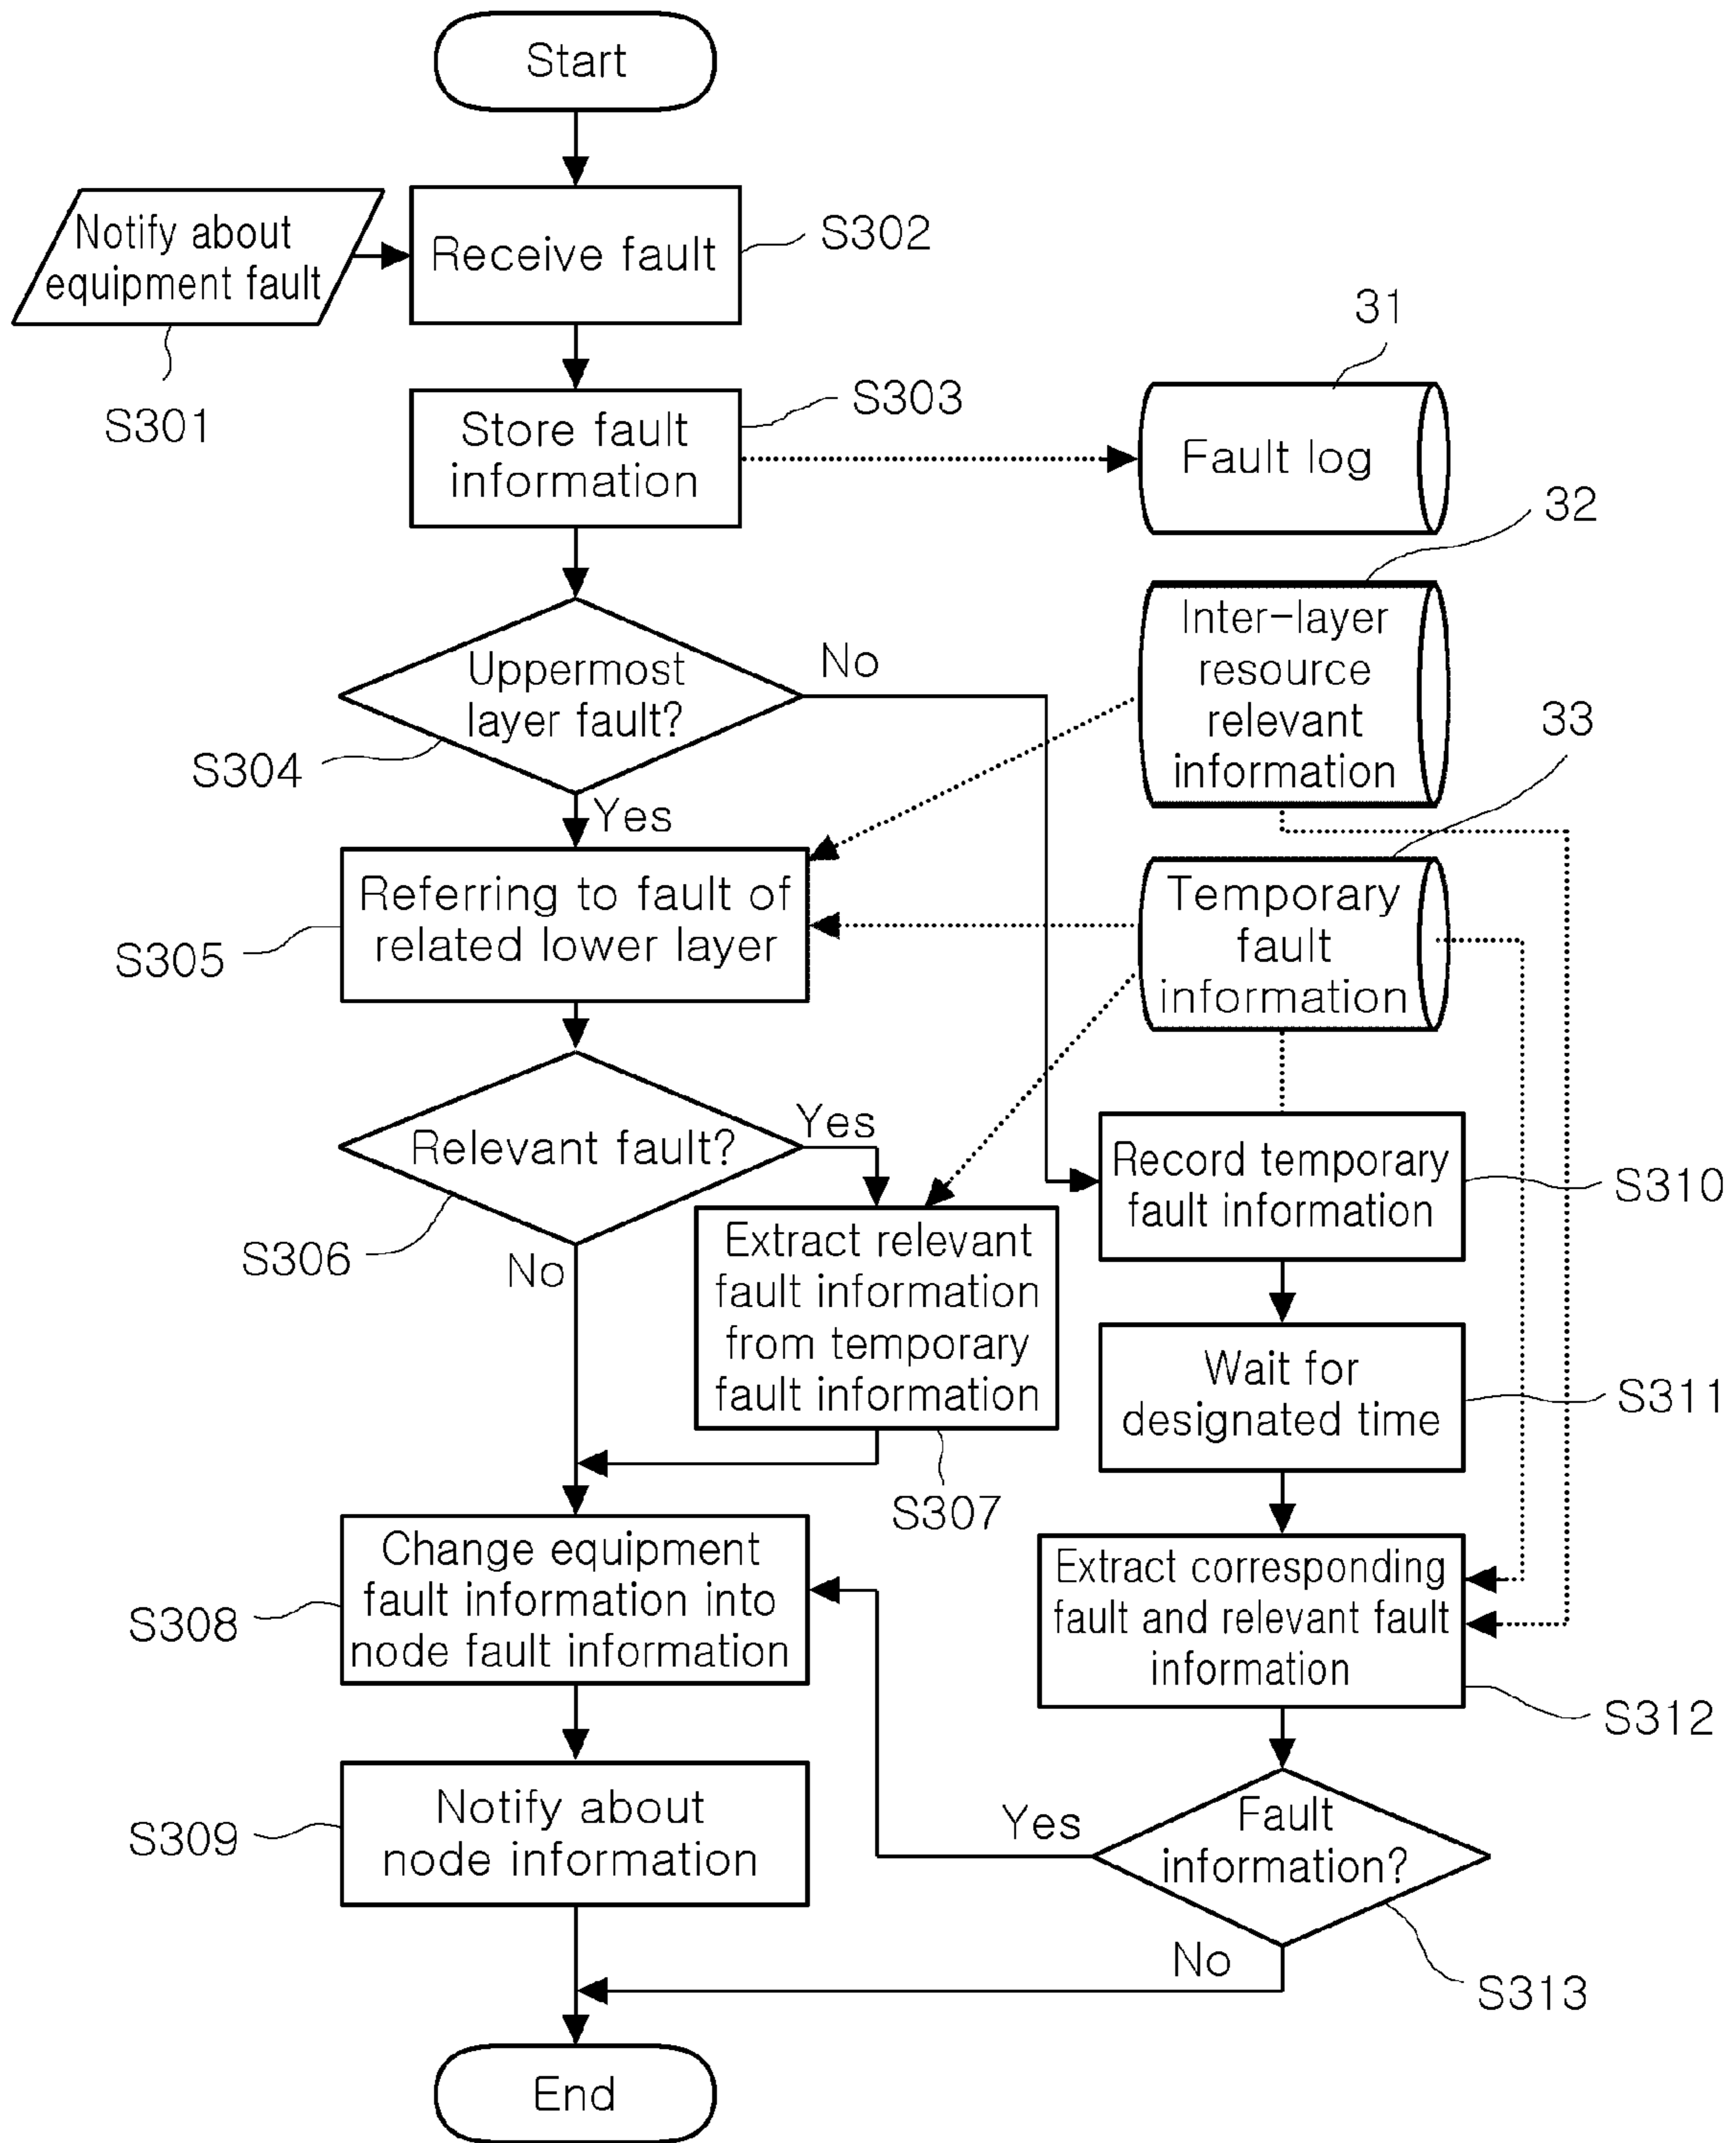 Start
Notify about
equipment fault
S301
Receive fault
S302
Store fault
information
S303
31
Fault log
32
Inter-layer
resource
relevant
information
Uppermost
layer fault?
No
S304
Yes
33
Temporary
fault
information
Referring to fault of
related lower layer
S305
Relevant fault?
Yes
S306
No
Extract relevant
fault information
from temporary
fault information
S307
Record temporary
fault information
S310
Wait for
designated time
S311
Change equipment
fault information into
node fault information
S308
Extract corresponding
fault and relevant fault
information
S312
Notify about
node information
S309
Fault
information?
Yes
No
S313
End